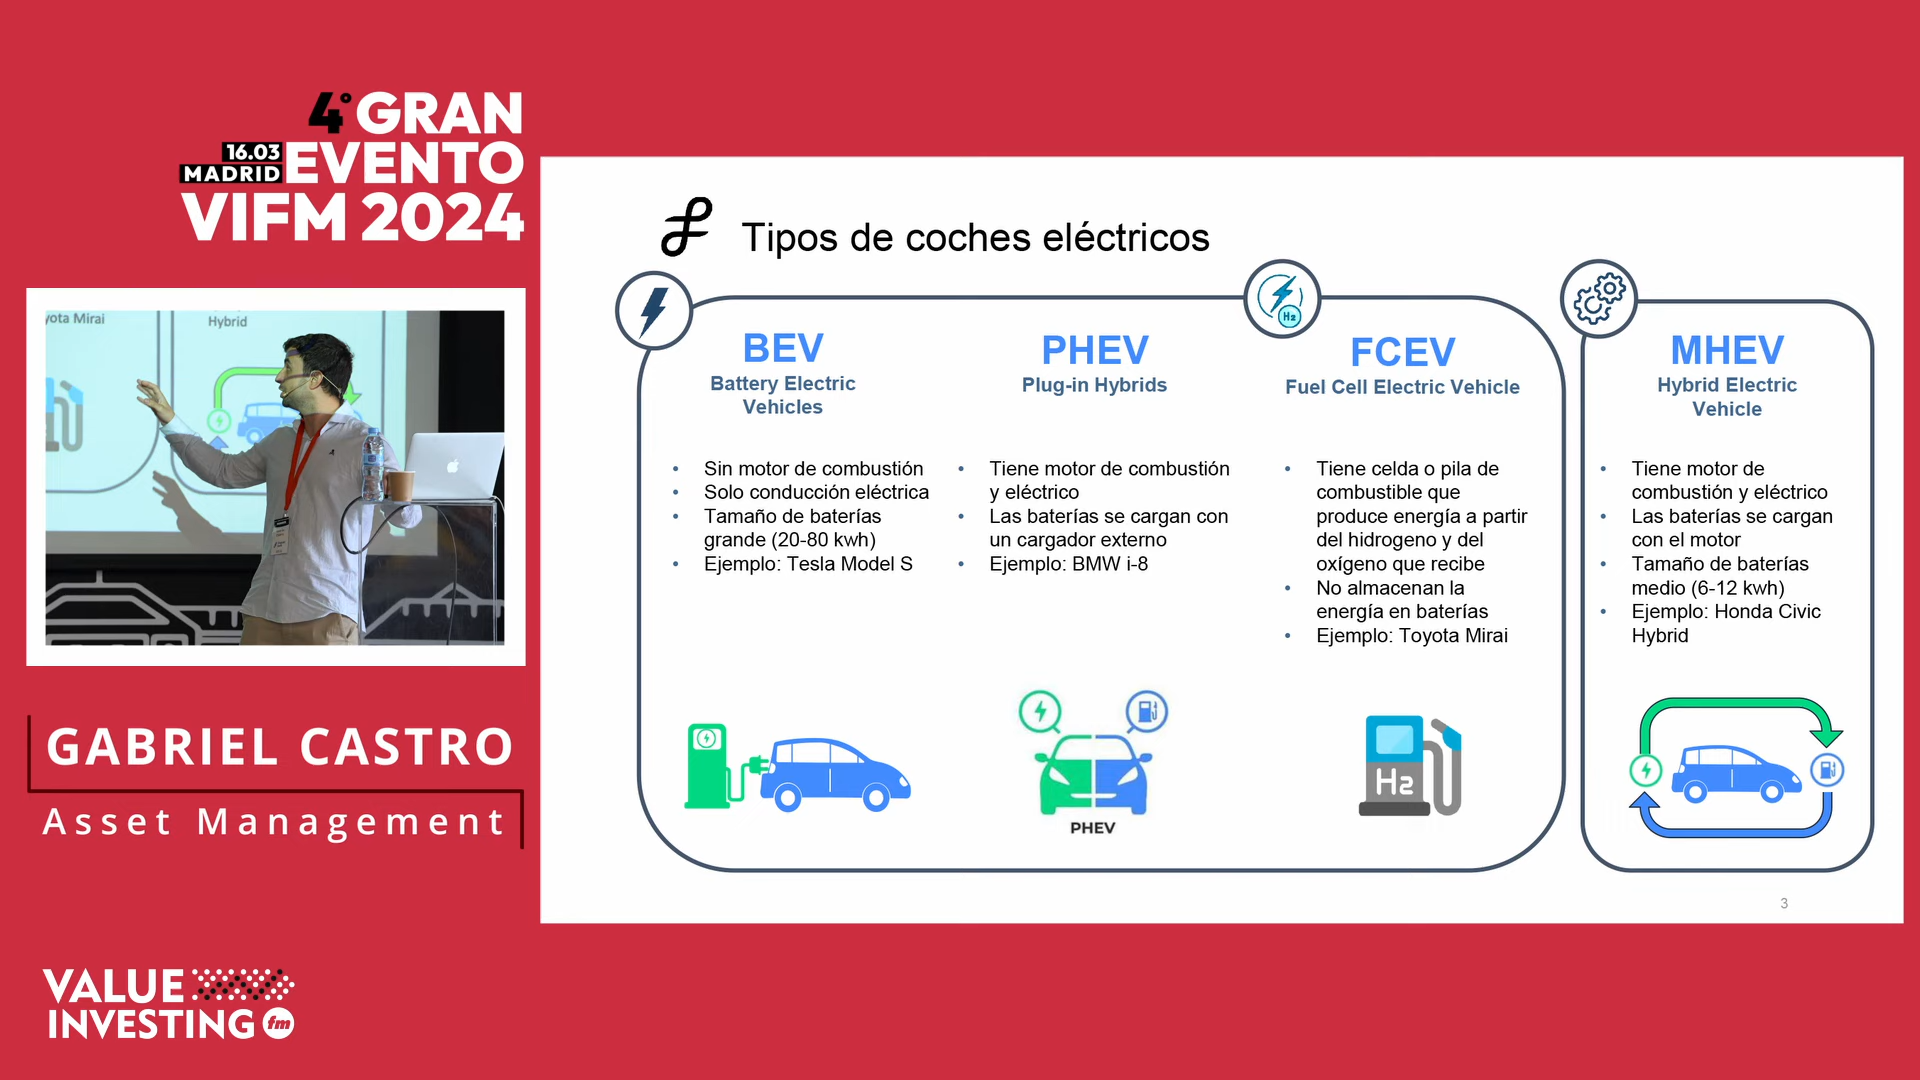 4º GRAN
16.03
MADRID
EVENTO
VIFM 2024
yota Mirai
Hybrid
GABRIEL CASTRO
Asset Management
VALUE
INVESTING fm
Tipos de coches eléctricos
BEV
Battery Electric
Vehicles
• Sin motor de combustión
• Solo conducción eléctrica
• Tamaño de baterías
grande (20-80 kwh)
• Ejemplo: Tesla Model S
PHEV
Plug-in Hybrids
• Tiene motor de combustión
y eléctrico
• Las baterías se cargan con
un cargador externo
• Ejemplo: BMW i-8
PHEV
H2
FCEV
Fuel Cell Electric Vehicle
• Tiene celda o pila de
combustible que
produce energía a partir
del hidrogeno y del
oxígeno que recibe
• No almacenan la
energía en baterías
• Ejemplo: Toyota Mirai
H2
MHEV
Hybrid Electric
Vehicle
• Tiene motor de
combustión y eléctrico
• Las baterías se cargan
con el motor
• Tamaño de baterías
medio (6-12 kwh)
• Ejemplo: Honda Civic
Hybrid
3